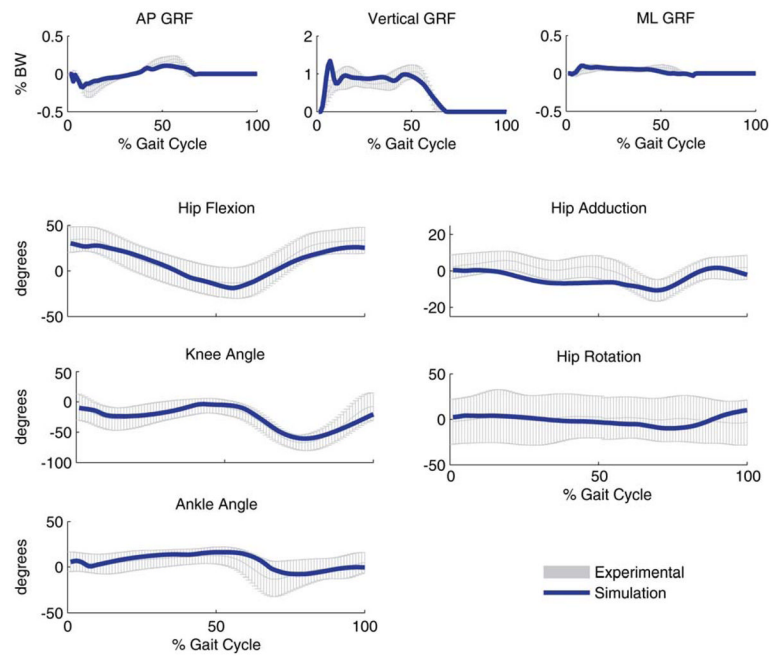 AP GRF
Vertical GRF
ML GRF
% BW
0.5
0
-0.5
0
50
100
% Gait Cycle
2
1
0
0
50
100
% Gait Cycle
0.5
0
-0.5
0
50
100
% Gait Cycle
Hip Flexion
degrees
50
0
-50
Hip Adduction
20
0
-20
Knee Angle
degrees
0
-50
-100
Hip Rotation
50
0
-50
0
50
100
% Gait Cycle
Ankle Angle
degrees
50
0
-50
0
100
% Gait Cycle
Experimental
Simulation